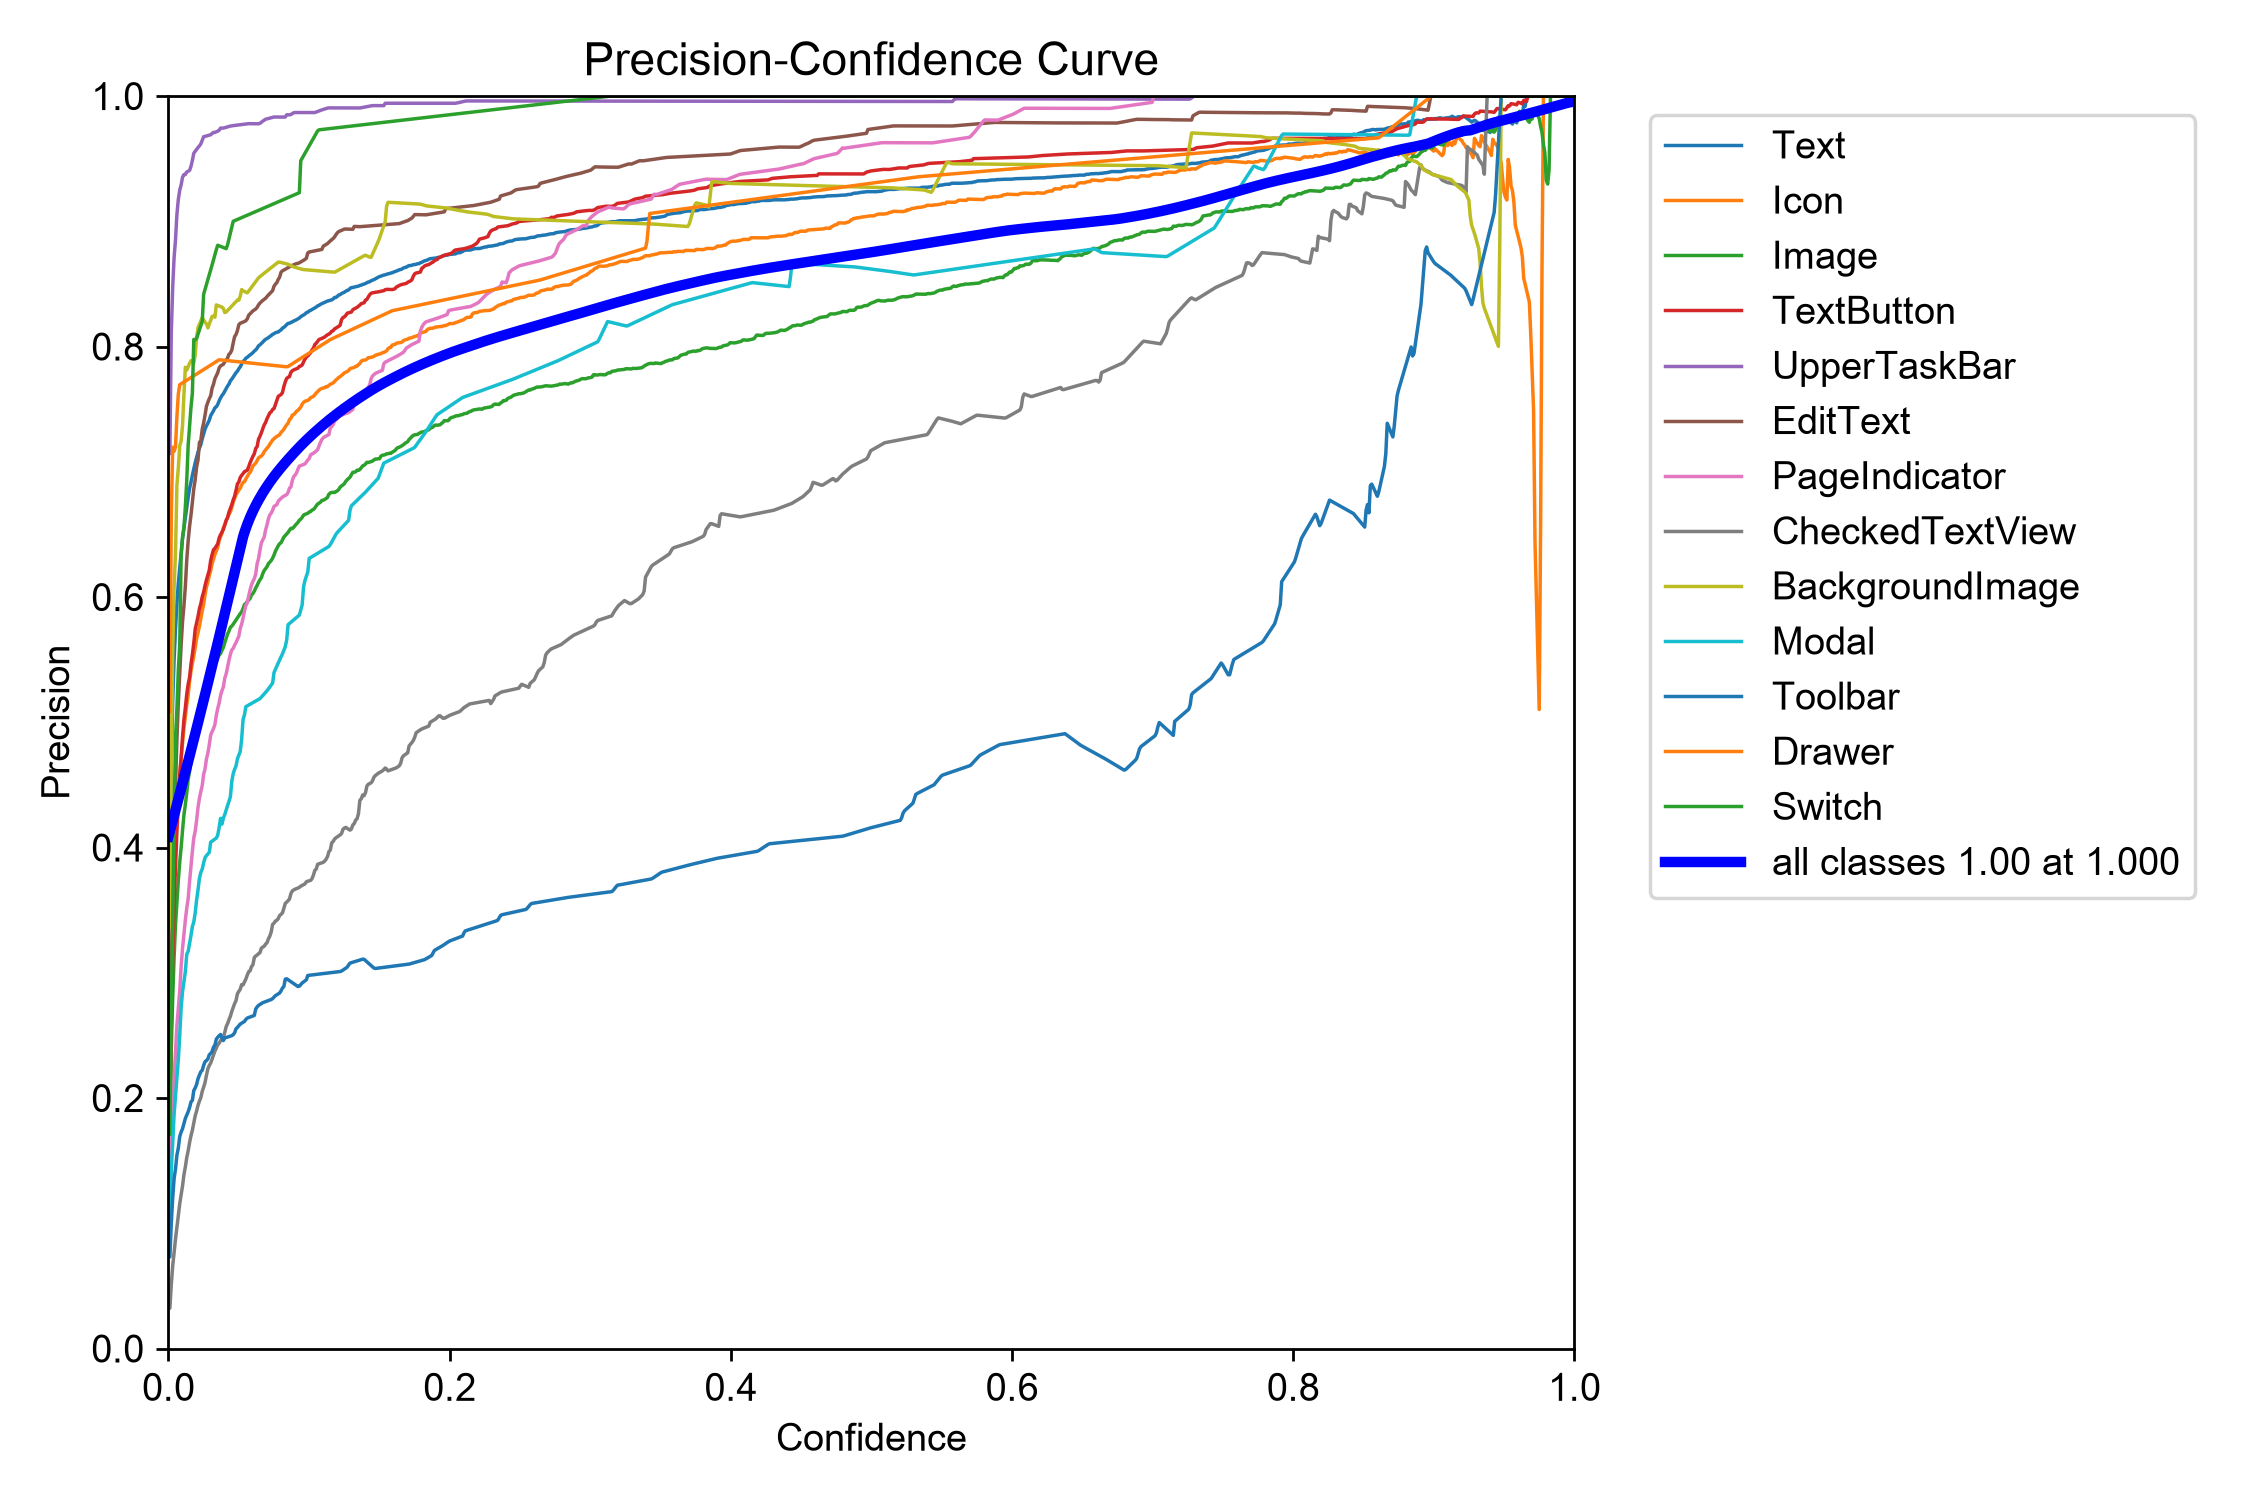 Precision-Confidence Curve
1.0
0.8
0.6
0.4
0.2
0.0
Precision
0.0 0.2 0.4 0.6 0.8 1.0
Confidence
Text
Icon
Image
TextButton
UpperTaskBar
EditText
PageIndicator
CheckedTextView
BackgroundImage
Modal
Toolbar
Drawer
Switch
all classes 1.00 at 1.000